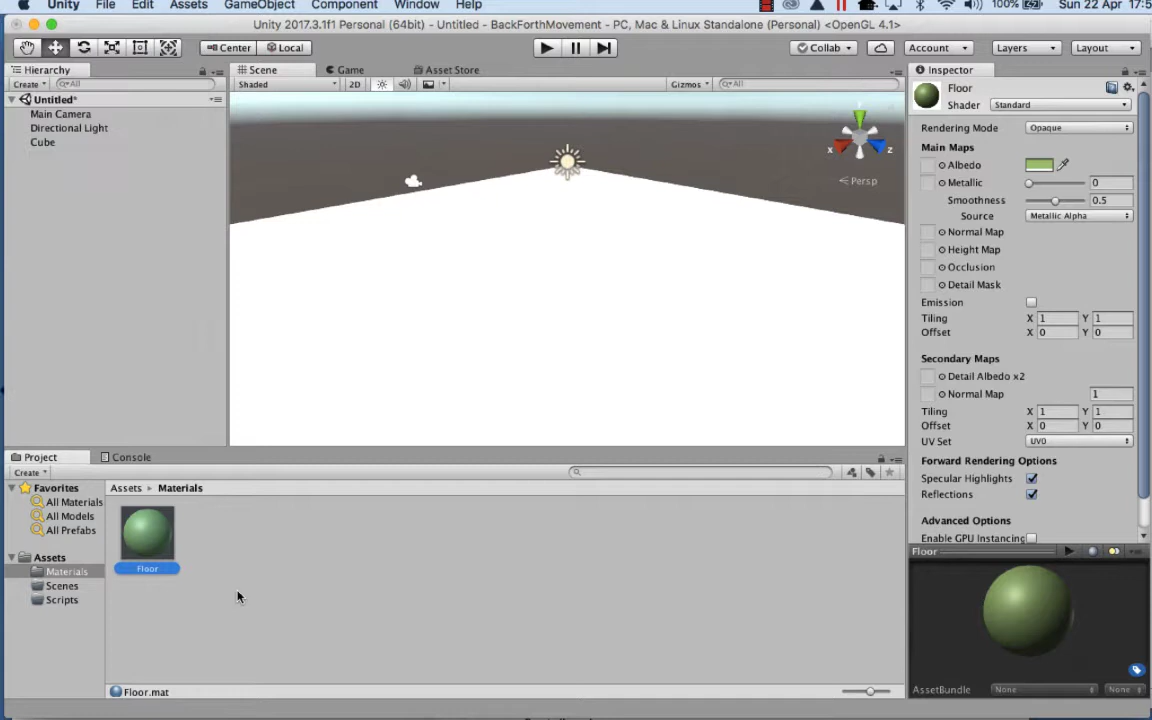 Unity File Edit Assets GameObject Component Window Help 100% Sun 22 Apr 17:5
Unity 2017.3.1f1 Personal (64bit) - Untitled - BackForthMovement - PC, Mac & Linux Standalone (Personal) <OpenGL 4.1>
Center Local Collab Account Layers Layout
Hierarchy
Create All
Untitled*
Main Camera
Directional Light
Cube
Scene Game Asset Store
Shaded 2D Gizmos All
x z
Persp
Inspector
Floor
Shader Standard
Rendering Mode Opaque
Main Maps
Albedo
Metallic 0
Smoothness 0.5
Source Metallic Alpha
Normal Map
Height Map
Occlusion
Detail Mask
Emission
Tiling X 1 Y 1
Offset X 0 Y 0
Secondary Maps
Detail Albedo x2
Normal Map 1
Tiling X 1 Y 1
Offset X 0 Y 0
UV Set UV0
Forward Rendering Options
Specular Highlights
Reflections
Advanced Options
Enable GPU Instancing
Floor
AssetBundle None None
Project Console
Create
Favorites
All Materials
All Models
All Prefabs
Assets
Materials
Scenes
Scripts
Assets Materials
Floor
Floor.mat